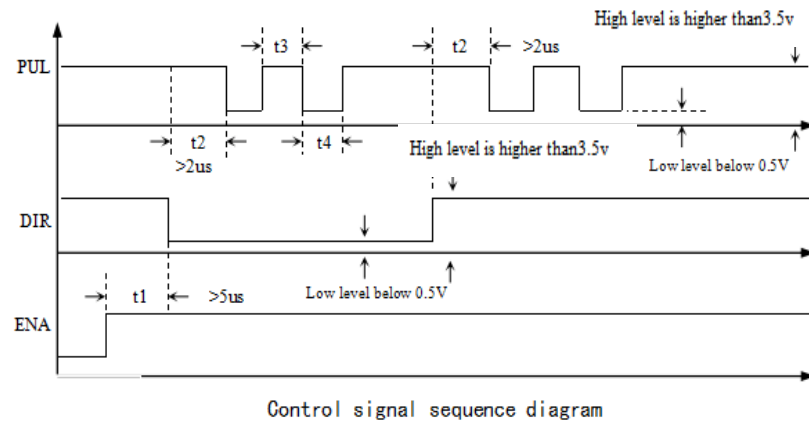 High level is higher than3.5v
t3
t2
>2us
PUL
t2
t4
>2us
High level is higher than3.5v
Low level below 0.5V
DIR
t1
>5us
Low level below 0.5V
ENA
Control signal sequence diagram